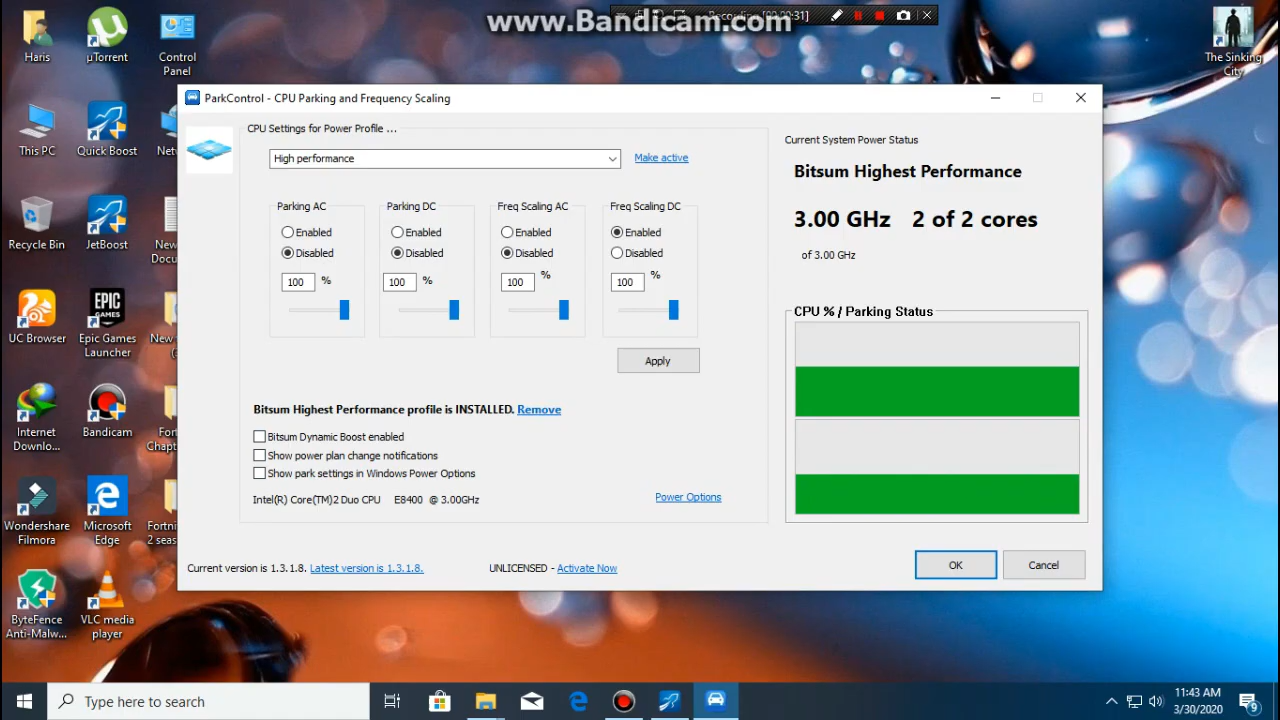 www.Bandicam.com
Recording [00:00:31]
Haris
µTorrent
Control
Panel
The Sinking
City
This PC
Quick Boost
Recycle Bin
JetBoost
New
UC Browser
Epic Games
Launcher
EPIC
GAMES
Internet
Downlo...
Bandicam
Wondershare
Filmora
Microsoft
Edge
ByteFence
Anti-Malw...
VLC media
player
ParkControl - CPU Parking and Frequency Scaling
CPU Settings for Power Profile ...
High performance
Make active
Parking AC
Enabled
Disabled
100 %
Parking DC
Enabled
Disabled
100 %
Freq Scaling AC
Enabled
Disabled
100 %
Freq Scaling DC
Enabled
Disabled
100 %
Apply
Bitsum Highest Performance profile is INSTALLED. Remove
Bitsum Dynamic Boost enabled
Show power plan change notifications
Show park settings in Windows Power Options
Intel(R) Core(TM)2 Duo CPU E8400 @ 3.00GHz
Power Options
Current System Power Status
Bitsum Highest Performance
3.00 GHz 2 of 2 cores
of 3.00 GHz
CPU % / Parking Status
Current version is 1.3.1.8. Latest version is 1.3.1.8.
UNLICENSED - Activate Now
OK
Cancel
Type here to search
11:43 AM
3/30/2020
9